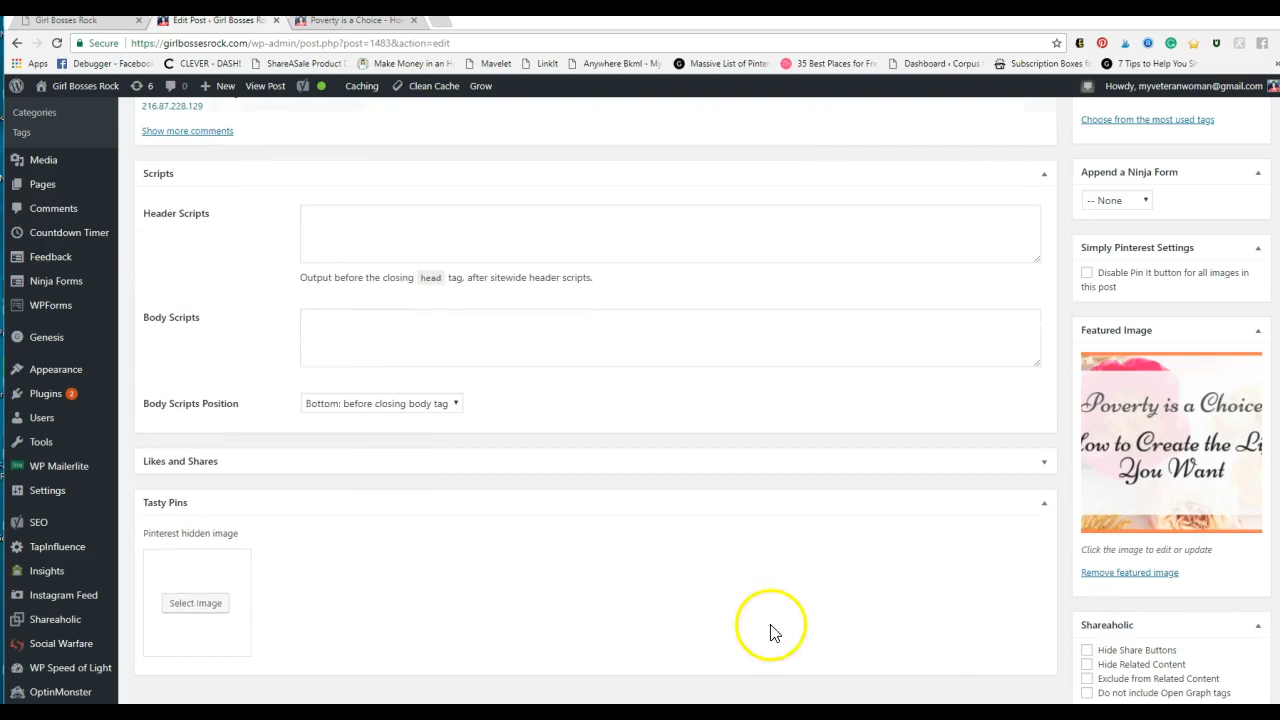 Girl Bosses Rock
Edit Post ‹ Girl Bosses Ro
Poverty is a Choice - Ho
Secure
https://girlbossesrock.com/wp-admin/post.php?post=1483&action=edit
Apps
Debugger - Faceboo
CLEVER - DASH!
ShareASale Product D
Make Money in a H
Mavelet
LinkIt
Anywhere Bkml - My
Massive List of Pinter
35 Best Places for Fr
Dashboard ‹ Corpus
Subscription Boxes fo
7 Tips to Help You Sh
Girl Bosses Rock
6
0
New
View Post
Caching
Clean Cache
Grow
Howdy, myveteranwoman@gmail.com
Categories
Tags
Media
Pages
Comments
Countdown Timer
Feedback
Ninja Forms
WPForms
Genesis
Appearance
Plugins 2
Users
Tools
lite WP Mailerlite
Settings
SEO
TapInfluence
Insights
Instagram Feed
Shareaholic
Social Warfare
WP Speed of Light
OptinMonster
216.87.228.129
Show more comments
Scripts
Header Scripts
Output before the closing head tag, after sitewide header scripts.
Body Scripts
Body Scripts Position
Bottom: before closing body tag
Likes and Shares
Tasty Pins
Pinterest hidden image
Select Image
Choose from the most used tags
Append a Ninja Form
-- None
Simply Pinterest Settings
Disable Pin it button for all images in
this post
Featured Image
Poverty is a Choice
How to Create the Li
You Want
Click the image to edit or update
Remove featured image
Shareaholic
Hide Share Buttons
Hide Related Content
Exclude from Related Content
Do not include Open Graph tags